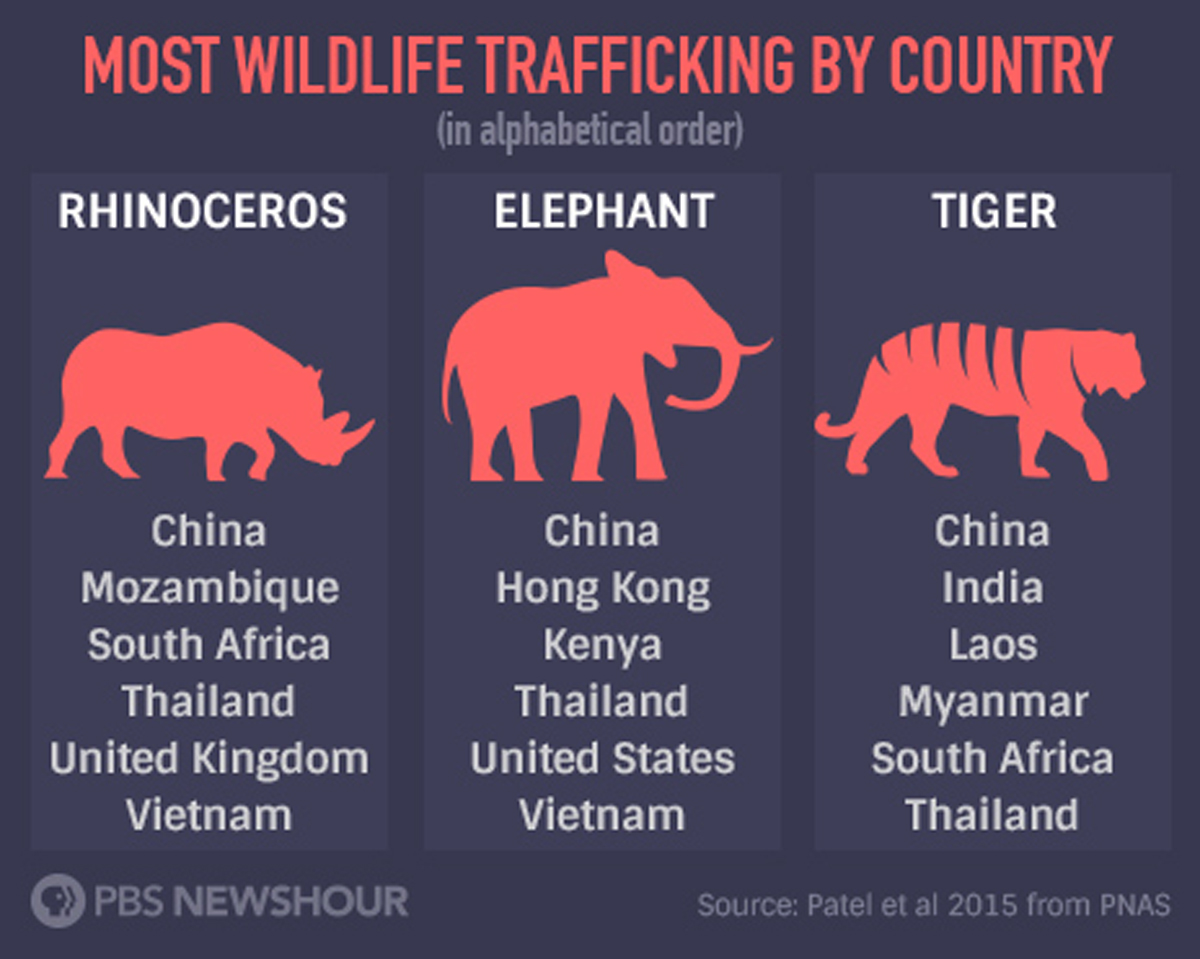 MOST WILDLIFE TRAFFICKING BY COUNTRY
(in alphabetical order)
RHINOCEROS
China
Mozambique
South Africa
Thailand
United Kingdom
Vietnam
ELEPHANT
China
Hong Kong
Kenya
Thailand
United States
Vietnam
TIGER
China
India
Laos
Myanmar
South Africa
Thailand
PBS NEWSHOUR
Source: Patel et al 2015 from PNAS